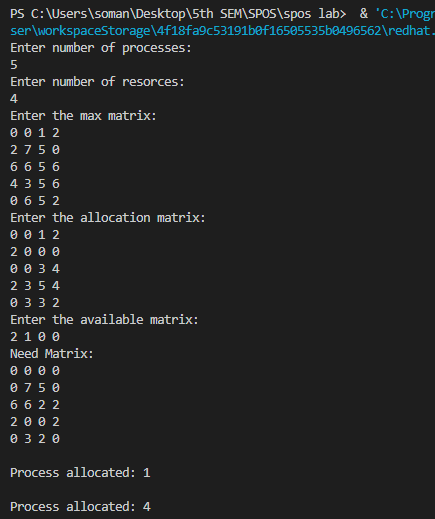 PS C:\Users\soman\Desktop\5th SEM\SPOS\spos lab>  & 'C:\Progr
ser\workspaceStorage\4f18fa9c53191b0f16505535b0496562\redhat.
Enter number of processes:
5
Enter number of resorces:
4
Enter the max matrix:
0 0 1 2
2 7 5 0
6 6 5 6
4 3 5 6
0 6 5 2
Enter the allocation matrix:
0 0 1 2
2 0 0 0
0 0 3 4
2 3 5 4
0 3 3 2
Enter the available matrix:
2 1 0 0
Need Matrix:
0 0 0 0
0 7 5 0
6 6 2 2
2 0 0 2
0 3 2 0
Process allocated: 1
Process allocated: 4